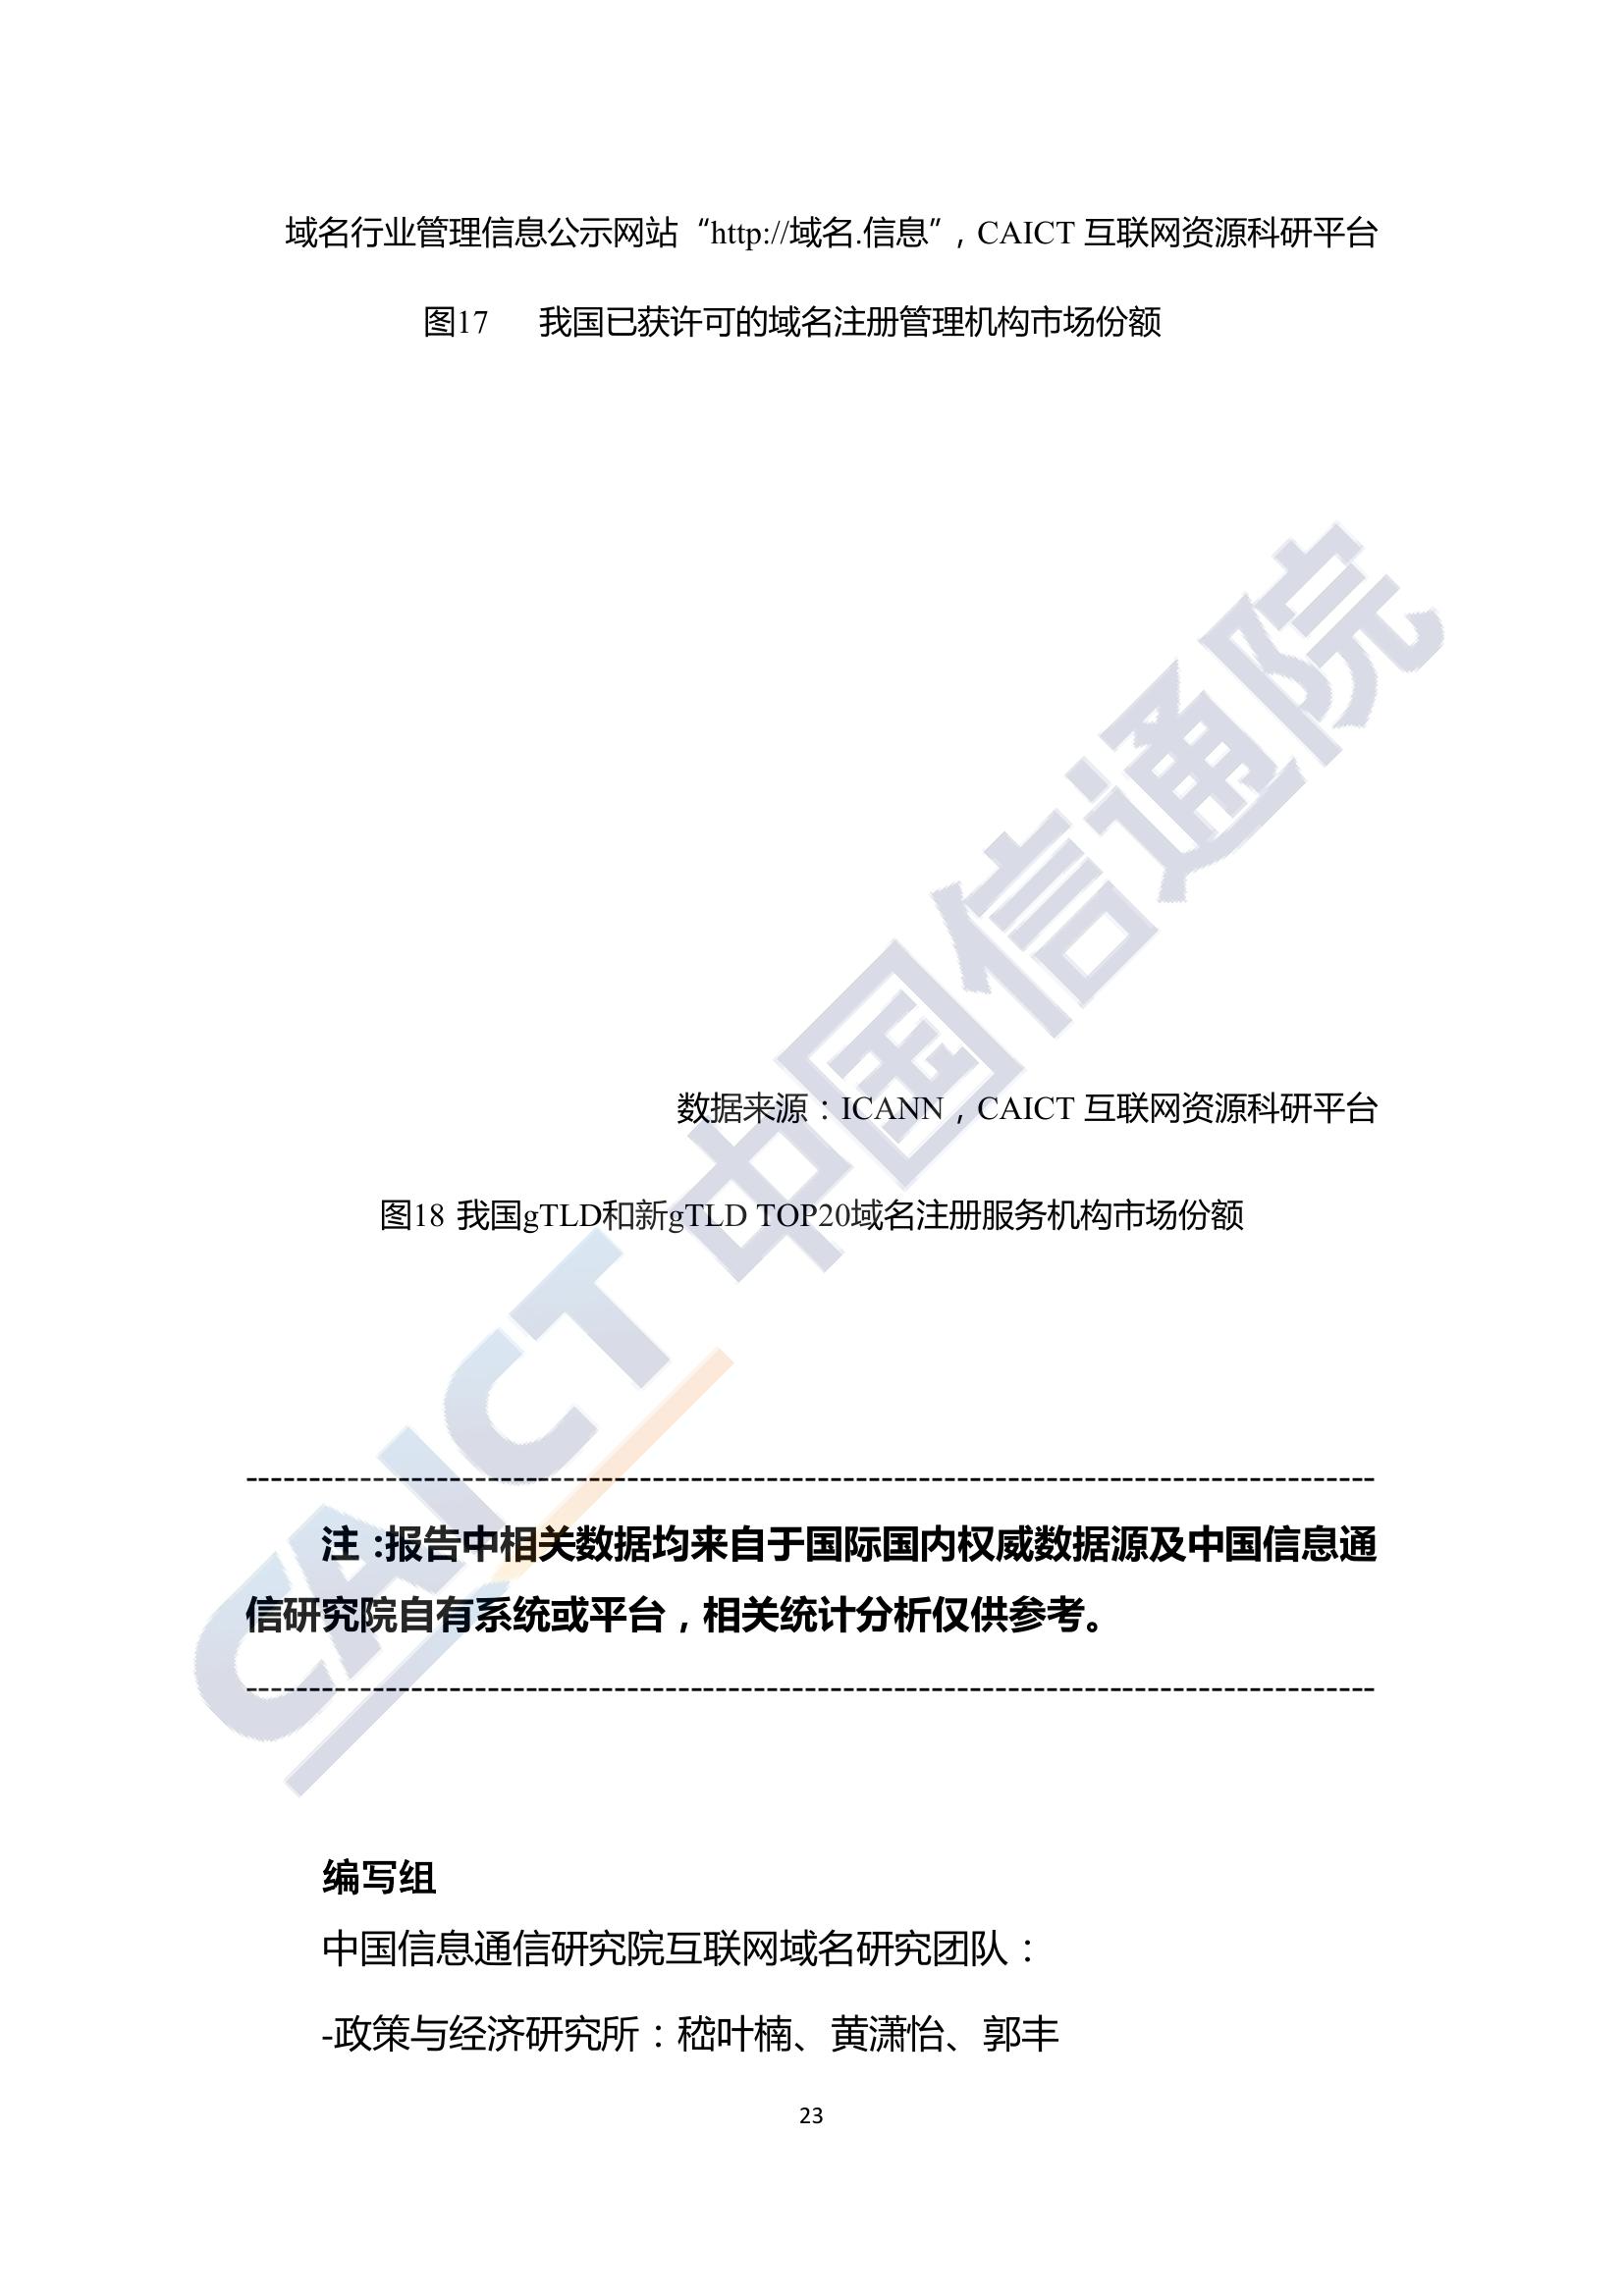 域名行业管理信息公示网站“http://域名.信息”，CAICT 互联网资源科研平台
图17 我国已获许可的域名注册管理机构市场份额
数据来源：ICANN，CAICT 互联网资源科研平台
图18 我国gTLD和新gTLD TOP20域名注册服务机构市场份额
CAICT 中国信通院
-----------------------------------------------------------------------------------------
注：报告中相关数据均来自于国际国内权威数据源及中国信息通
信研究院自有系统或平台，相关统计分析仅供参考。
-----------------------------------------------------------------------------------------
编写组
中国信息通信研究院互联网域名研究团队：
-政策与经济研究所：嵇叶楠、黄潇怡、郭丰
23